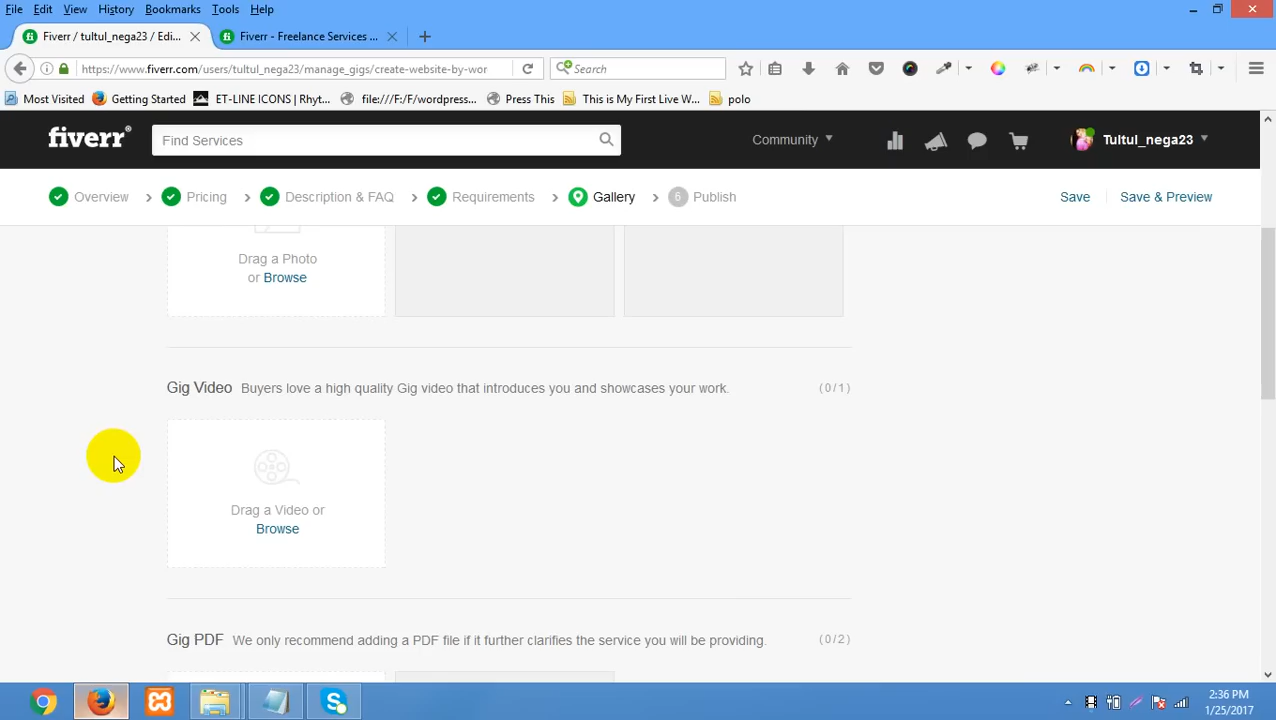 File Edit View History Bookmarks Tools Help
Fiverr / tultul_nega23 / Edi...
Fiverr - Freelance Services ...
https://www.fiverr.com/users/tultul_nega23/manage_gigs/create-website-by-wor
Search
Most Visited
Getting Started
ET-LINE ICONS | Rhyt...
file:///F:/F/wordpress...
Press This
This is My First Live W...
polo
fiverr®
Find Services
Community
Tultul_nega23
Overview
Pricing
Description & FAQ
Requirements
Gallery
6 Publish
Save
Save & Preview
Drag a Photo
or Browse
Gig Video Buyers love a high quality Gig video that introduces you and showcases your work. (0/1)
Drag a Video or
Browse
Gig PDF We only recommend adding a PDF file if it further clarifies the service you will be providing. (0/2)
2:36 PM
1/25/2017